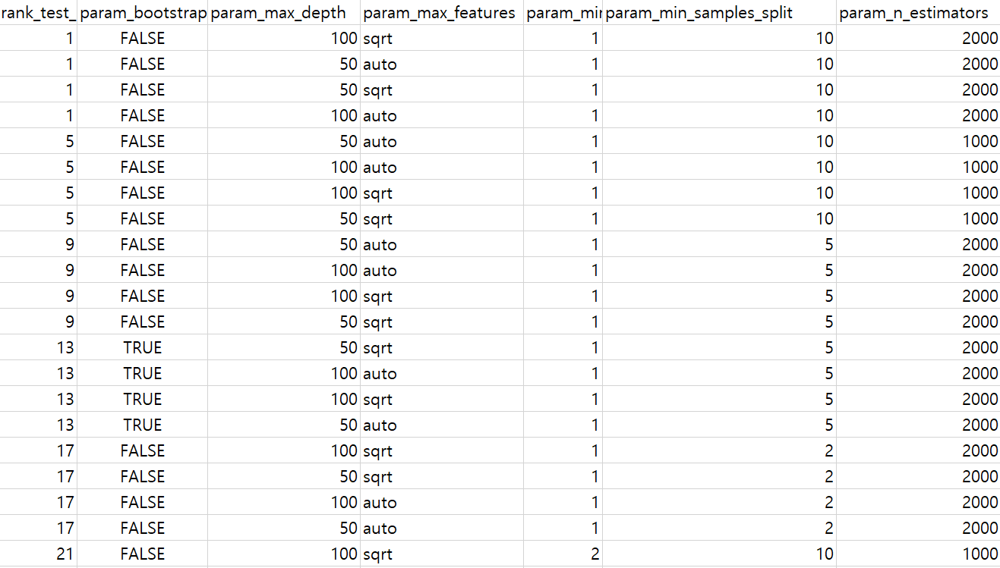 rank_test_ param_bootstrap param_max_depth param_max_features param_mir param_min_samples_split param_n_estimators
1 FALSE 100 sqrt 1 10 2000
1 FALSE 50 auto 1 10 2000
1 FALSE 50 sqrt 1 10 2000
1 FALSE 100 auto 1 10 2000
5 FALSE 50 auto 1 10 1000
5 FALSE 100 auto 1 10 1000
5 FALSE 100 sqrt 1 10 1000
5 FALSE 50 sqrt 1 10 1000
9 FALSE 50 auto 1 5 2000
9 FALSE 100 auto 1 5 2000
9 FALSE 100 sqrt 1 5 2000
9 FALSE 50 sqrt 1 5 2000
13 TRUE 50 sqrt 1 5 2000
13 TRUE 100 auto 1 5 2000
13 TRUE 100 sqrt 1 5 2000
13 TRUE 50 auto 1 5 2000
17 FALSE 100 sqrt 1 2 2000
17 FALSE 50 sqrt 1 2 2000
17 FALSE 100 auto 1 2 2000
17 FALSE 50 auto 1 2 2000
21 FALSE 100 sqrt 2 10 1000